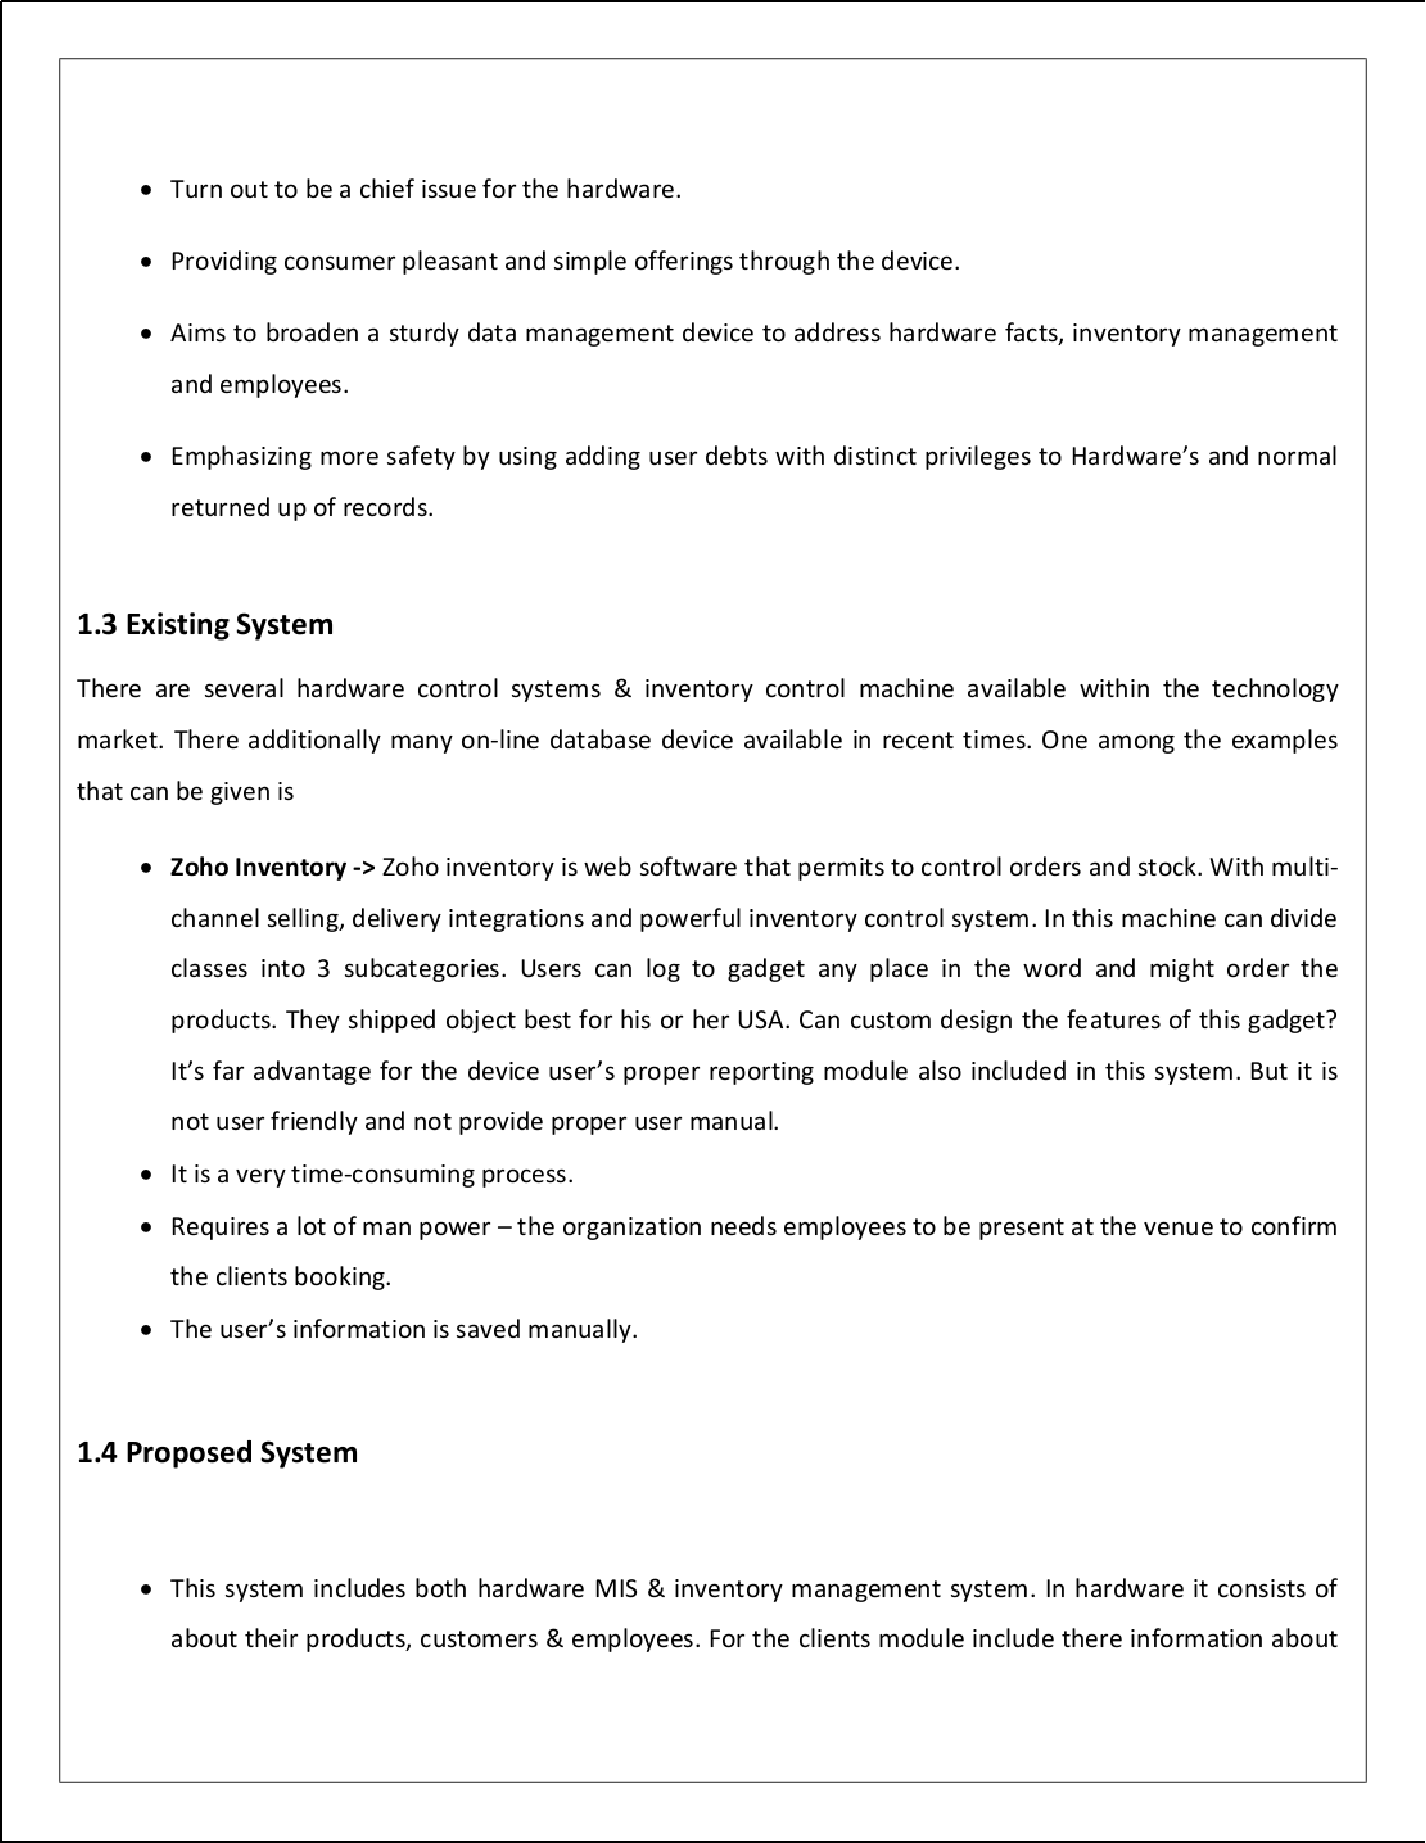 • Turn out to be a chief issue for the hardware.
• Providing consumer pleasant and simple offerings through the device.
• Aims to broaden a sturdy data management device to address hardware facts, inventory management
and employees.
• Emphasizing more safety by using adding user debts with distinct privileges to Hardware’s and normal
returned up of records.
1.3 Existing System
There are several hardware control systems & inventory control machine available within the technology
market. There additionally many on-line database device available in recent times. One among the examples
that can be given is
• Zoho Inventory -> Zoho inventory is web software that permits to control orders and stock. With multi-
channel selling, delivery integrations and powerful inventory control system. In this machine can divide
classes into 3 subcategories. Users can log to gadget any place in the word and might order the
products. They shipped object best for his or her USA. Can custom design the features of this gadget?
It’s far advantage for the device user’s proper reporting module also included in this system. But it is
not user friendly and not provide proper user manual.
• It is a very time-consuming process.
• Requires a lot of man power – the organization needs employees to be present at the venue to confirm
the clients booking.
• The user’s information is saved manually.
1.4 Proposed System
• This system includes both hardware MIS & inventory management system. In hardware it consists of
about their products, customers & employees. For the clients module include there information about